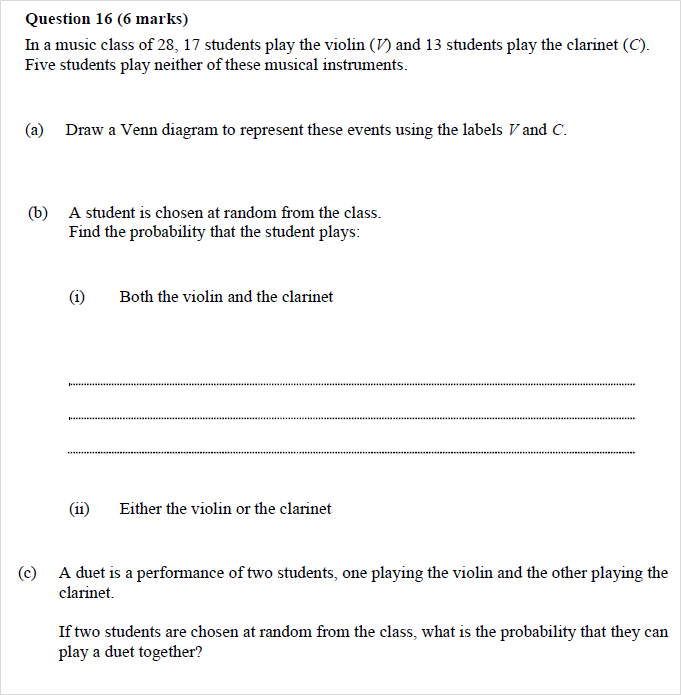 Question 16 (6 marks)
In a music class of 28, 17 students play the violin (V) and 13 students play the clarinet (C).
Five students play neither of these musical instruments.
(a) Draw a Venn diagram to represent these events using the labels V and C.
(b) A student is chosen at random from the class.
Find the probability that the student plays:
(i) Both the violin and the clarinet
(ii) Either the violin or the clarinet
(c) A duet is a performance of two students, one playing the violin and the other playing the
clarinet.
If two students are chosen at random from the class, what is the probability that they can
play a duet together?